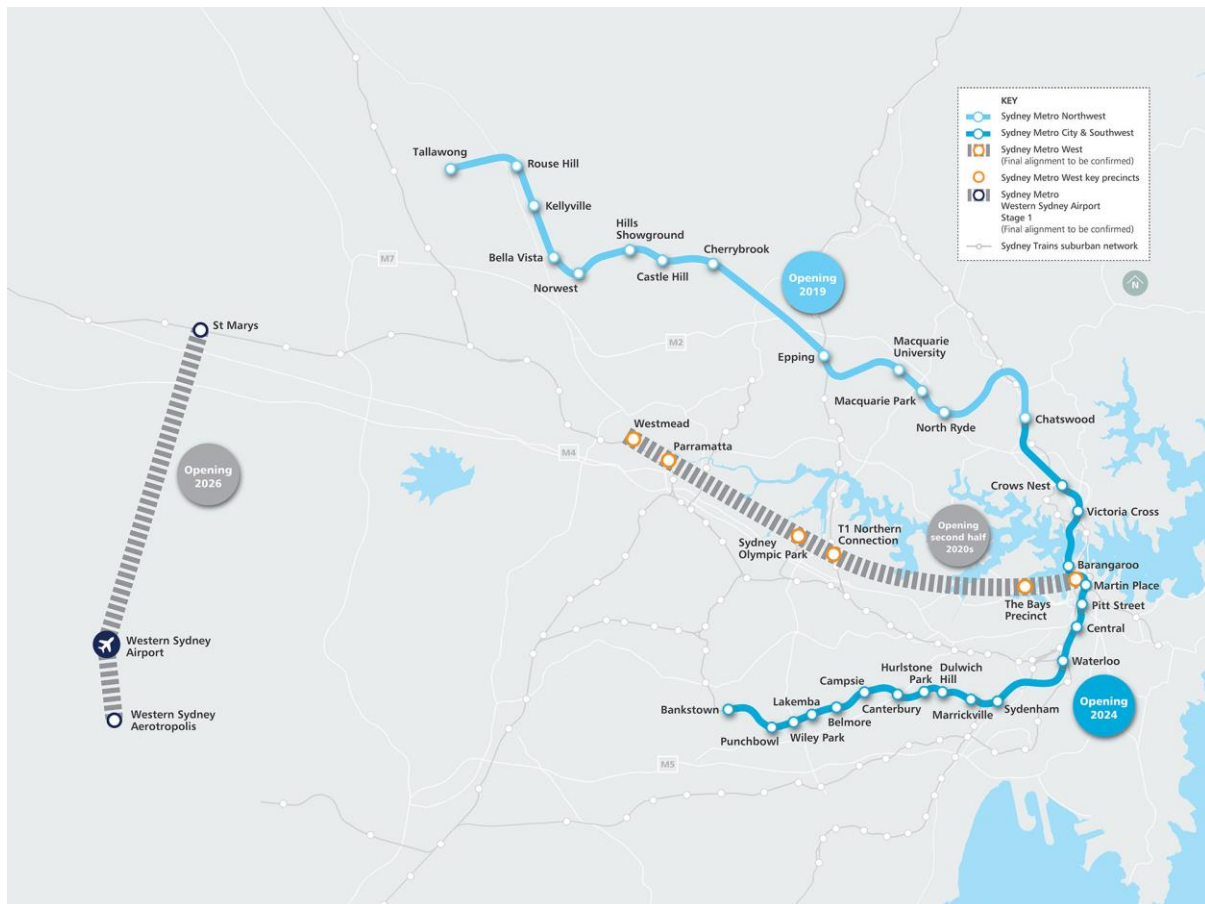 KEY
Sydney Metro Northwest
Sydney Metro City & Southwest
Sydney Metro West
(Final alignment to be confirmed)
Sydney Metro West key precincts
Sydney Metro
Western Sydney Airport
Stage 1
(Final alignment to be confirmed)
Sydney Trains suburban network
N
Tallawong
Rouse Hill
Kellyville
Hills
Showground
Bella Vista
Norwest
Castle Hill
Cherrybrook
Opening
2019
M7
St Marys
M2
Epping
Macquarie
University
Macquarie Park
North Ryde
Chatswood
Westmead
Parramatta
M4
Opening
2026
Crows Nest
Victoria Cross
Sydney
Olympic Park
T1 Northern
Connection
Opening
second half
2020s
Barangaroo
Martin Place
The Bays
Precinct
Pitt Street
Central
Waterloo
Western Sydney
Airport
Western Sydney
Aerotropolis
Bankstown
Punchbowl
Lakemba
Wiley Park
Campsie
Belmore
Canterbury
Hurlstone
Park
Dulwich
Hill
Marrickville
Sydenham
Opening
2024
M5